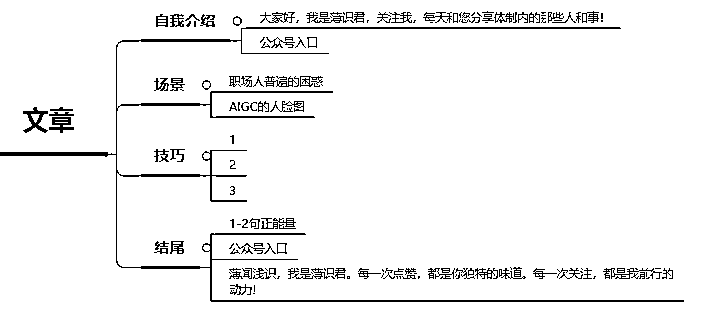 文章
自我介绍
大家好，我是薄识君，关注我，每天和您分享体制内的那些人和事！
公众号入口
场景
职场人普遍的困惑
AIGC的人脸图
技巧
1
2
3
结尾
1-2句正能量
公众号入口
薄闻浅识，我是薄识君。每一次点赞，都是你独特的味道。每一次关注，都是我前行的
动力！